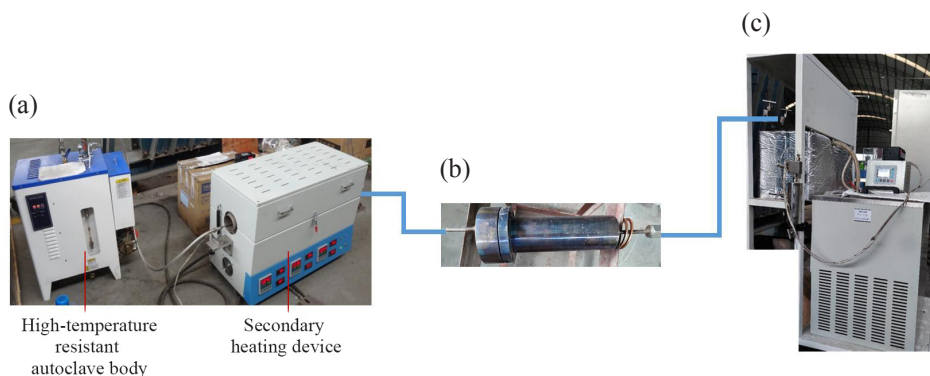 (a)
(b)
(c)
High-temperature
resistant
autoclave body
Secondary
heating device